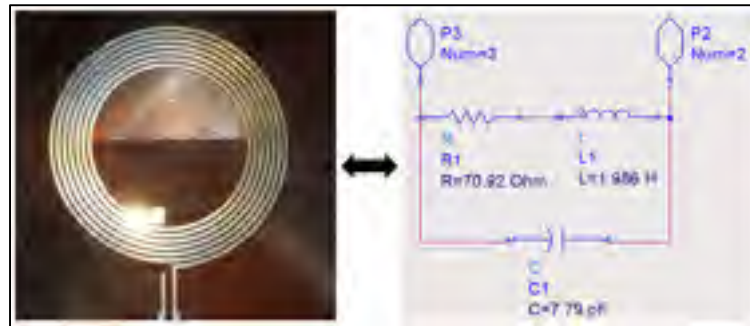 P3
Num=3
P2
Num=2
R
R1
R=70.92 Ohm
L
L1
L=1.986 H
C
C1
C=7.79 pF